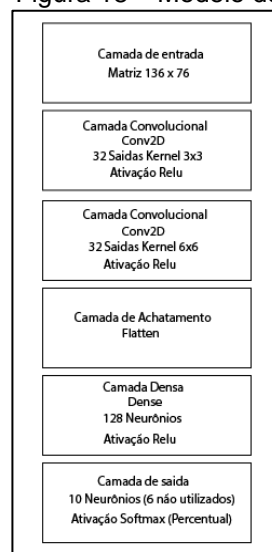 Figura 18 – Modelo de
Camada de entrada
Matriz 136 x 76
Camada Convolucional
Conv2D
32 Saidas Kernel 3x3
Ativação Relu
Camada Convolucional
Conv2D
32 Saidas Kernel 6x6
Ativação Relu
Camada de Achatamento
Flatten
Camada Densa
Dense
128 Neurônios
Ativação Relu
Camada de saida
10 Neurônios (6 não utilizados)
Ativação Softmax (Percentual)